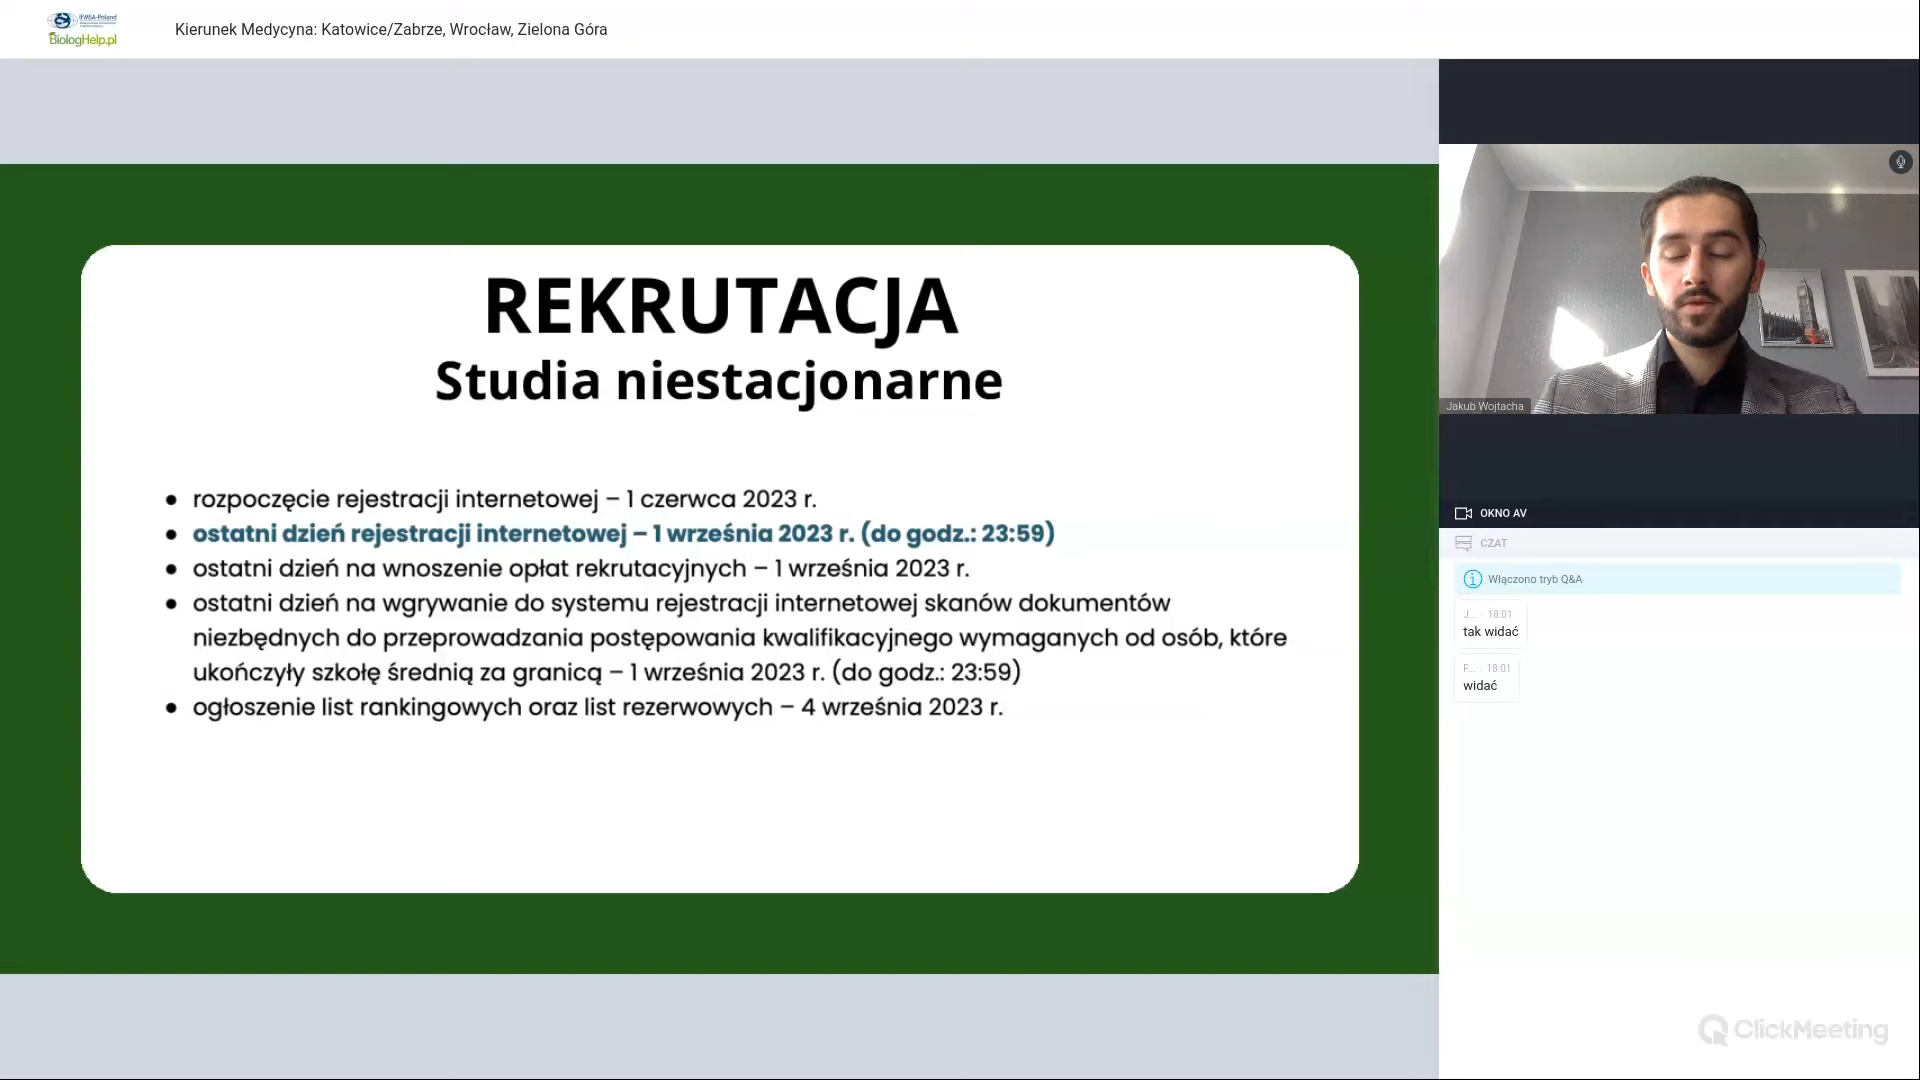 IFMSA-Poland
BiologHelp.pl
Kierunek Medycyna: Katowice/Zabrze, Wrocław, Zielona Góra
REKRUTACJA
Studia niestacjonarne
● rozpoczęcie rejestracji internetowej – 1 czerwca 2023 r.
● ostatni dzień rejestracji internetowej – 1 września 2023 r. (do godz.: 23:59)
● ostatni dzień na wnoszenie opłat rekrutacyjnych – 1 września 2023 r.
● ostatni dzień na wgrywanie do systemu rejestracji internetowej skanów dokumentów
niezbędnych do przeprowadzania postępowania kwalifikacyjnego wymaganych od osób, które
ukończyły szkołę średnią za granicą – 1 września 2023 r. (do godz.: 23:59)
● ogłoszenie list rankingowych oraz list rezerwowych – 4 września 2023 r.
Jakub Wojtacha
OKNO AV
CZAT
Włączono tryb Q&A
J... 18:01
tak widać
F... 18:01
widać
ClickMeeting